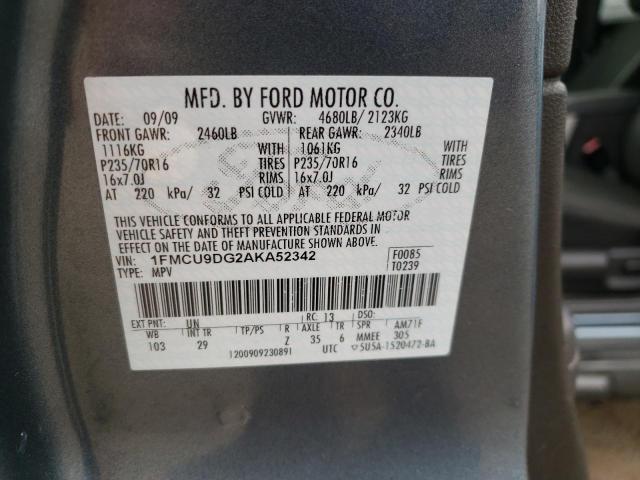 MFD. BY FORD MOTOR CO.
DATE: 09/09 GVWR: 4680LB/ 2123KG
FRONT GAWR: 2460LB REAR GAWR: 2340LB
1116KG WITH 1061KG WITH
P235/70R16 TIRES P235/70R16 TIRES
16x7.0J RIMS 16x7.0J RIMS
AT 220 kPa/ 32 PSI COLD AT 220 kPa/ 32 PSI COLD
THIS VEHICLE CONFORMS TO ALL APPLICABLE FEDERAL MOTOR
VEHICLE SAFETY AND THEFT PREVENTION STANDARDS IN
EFFECT ON THE DATE OF MANUFACTURE SHOWN ABOVE.
VIN: 1FMCU9DG2AKA52342 F0085
TYPE: MPV T0239
EXT PNT: UN RC: 13 DSO:
WB INT TR TP/PS R AXLE TR SPR AM71F
103 29 Z 35 6 MMEE 305
120090923089I UTC 5U5A-1520472-BA